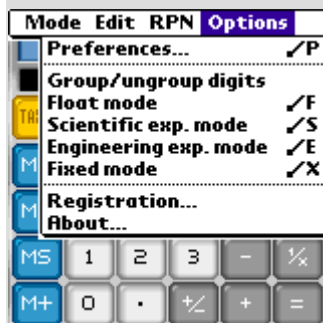 Mode Edit RPN Options
Preferences... ✓P
Group/ungroup digits
Float mode ✓F
Scientific exp. mode ✓S
Engineering exp. mode ✓E
Fixed mode ✓X
Registration...
About...
MS 1 2 3 - ¹/x
M+ 0 . +/- + =